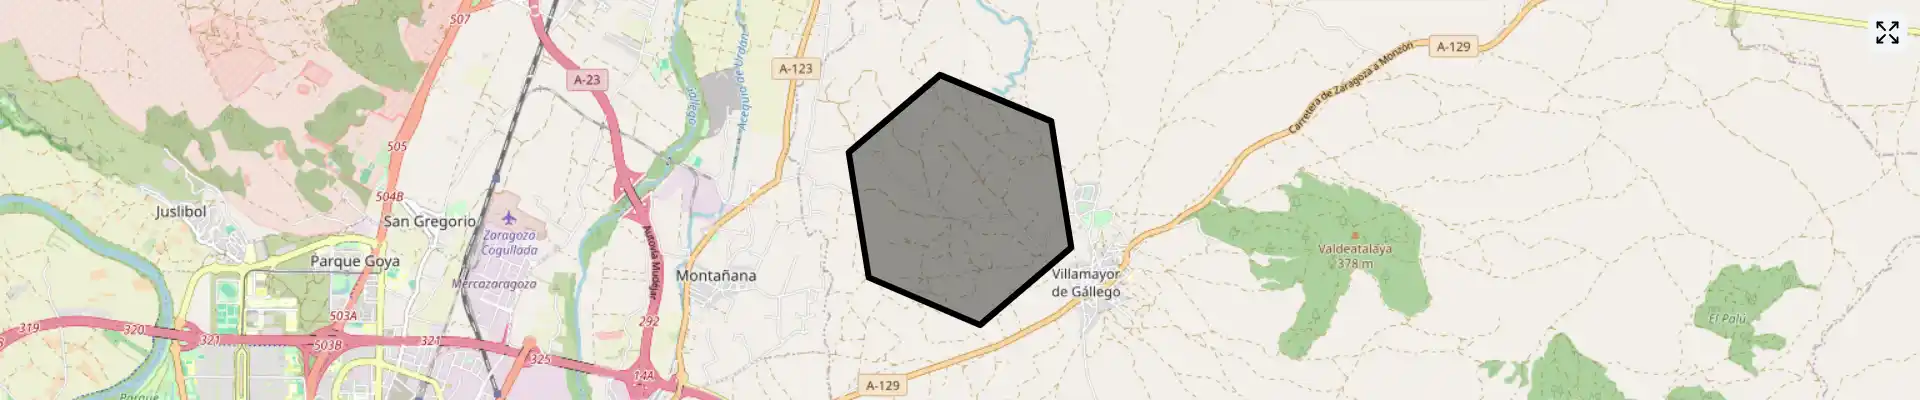 507
A-129
A-123
A-23
Carretera de Zaragoza a Monzón
Gállego
Acequia de Urdán
505
504B
Juslibol
San Gregorio
Zaragoza
Cogullada
Autovía Mudéjar
Valdeatalaya
378 m
Parque Goya
Montañana
Villamayor
de Gállego
Mercazaragoza
503A
El Palú
319
320
321
503B
321
292
325
14A
A-129
Parque